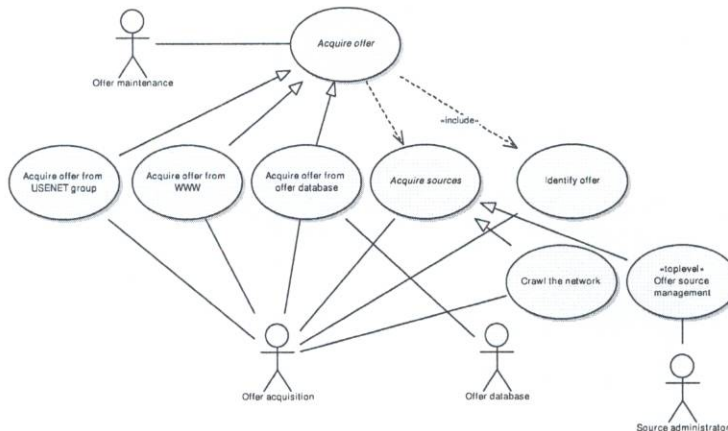 Acquire offer
Offer maintenance
«include»
Acquire offer from
USENET group
Acquire offer from
WWW
Acquire offer from
offer database
Acquire sources
Identify offer
Crawl the network
«toplevel»
Offer source
management
Offer acquisition
Offer database
Source administrator